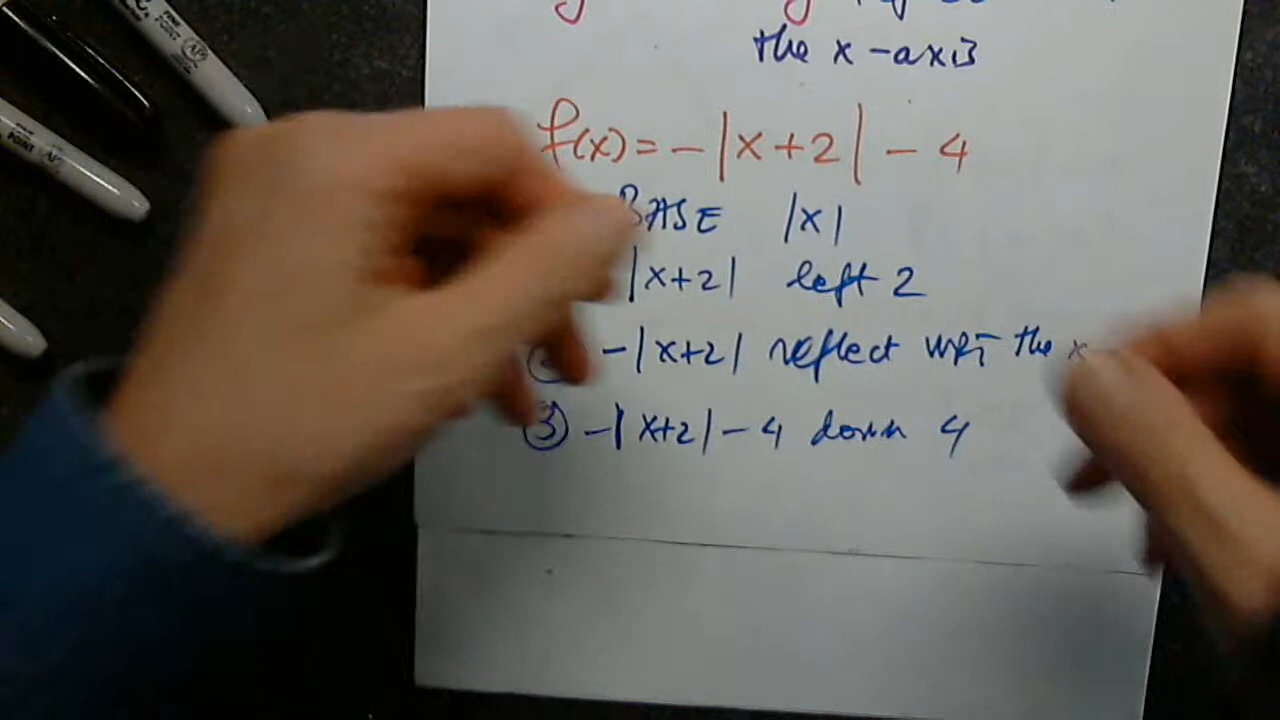 the x-axis
f(x) = -|x+2| - 4
BASE |x|
|x+2| left 2
-|x+2| reflect wrt the x
③ -|x+2| - 4 down 4